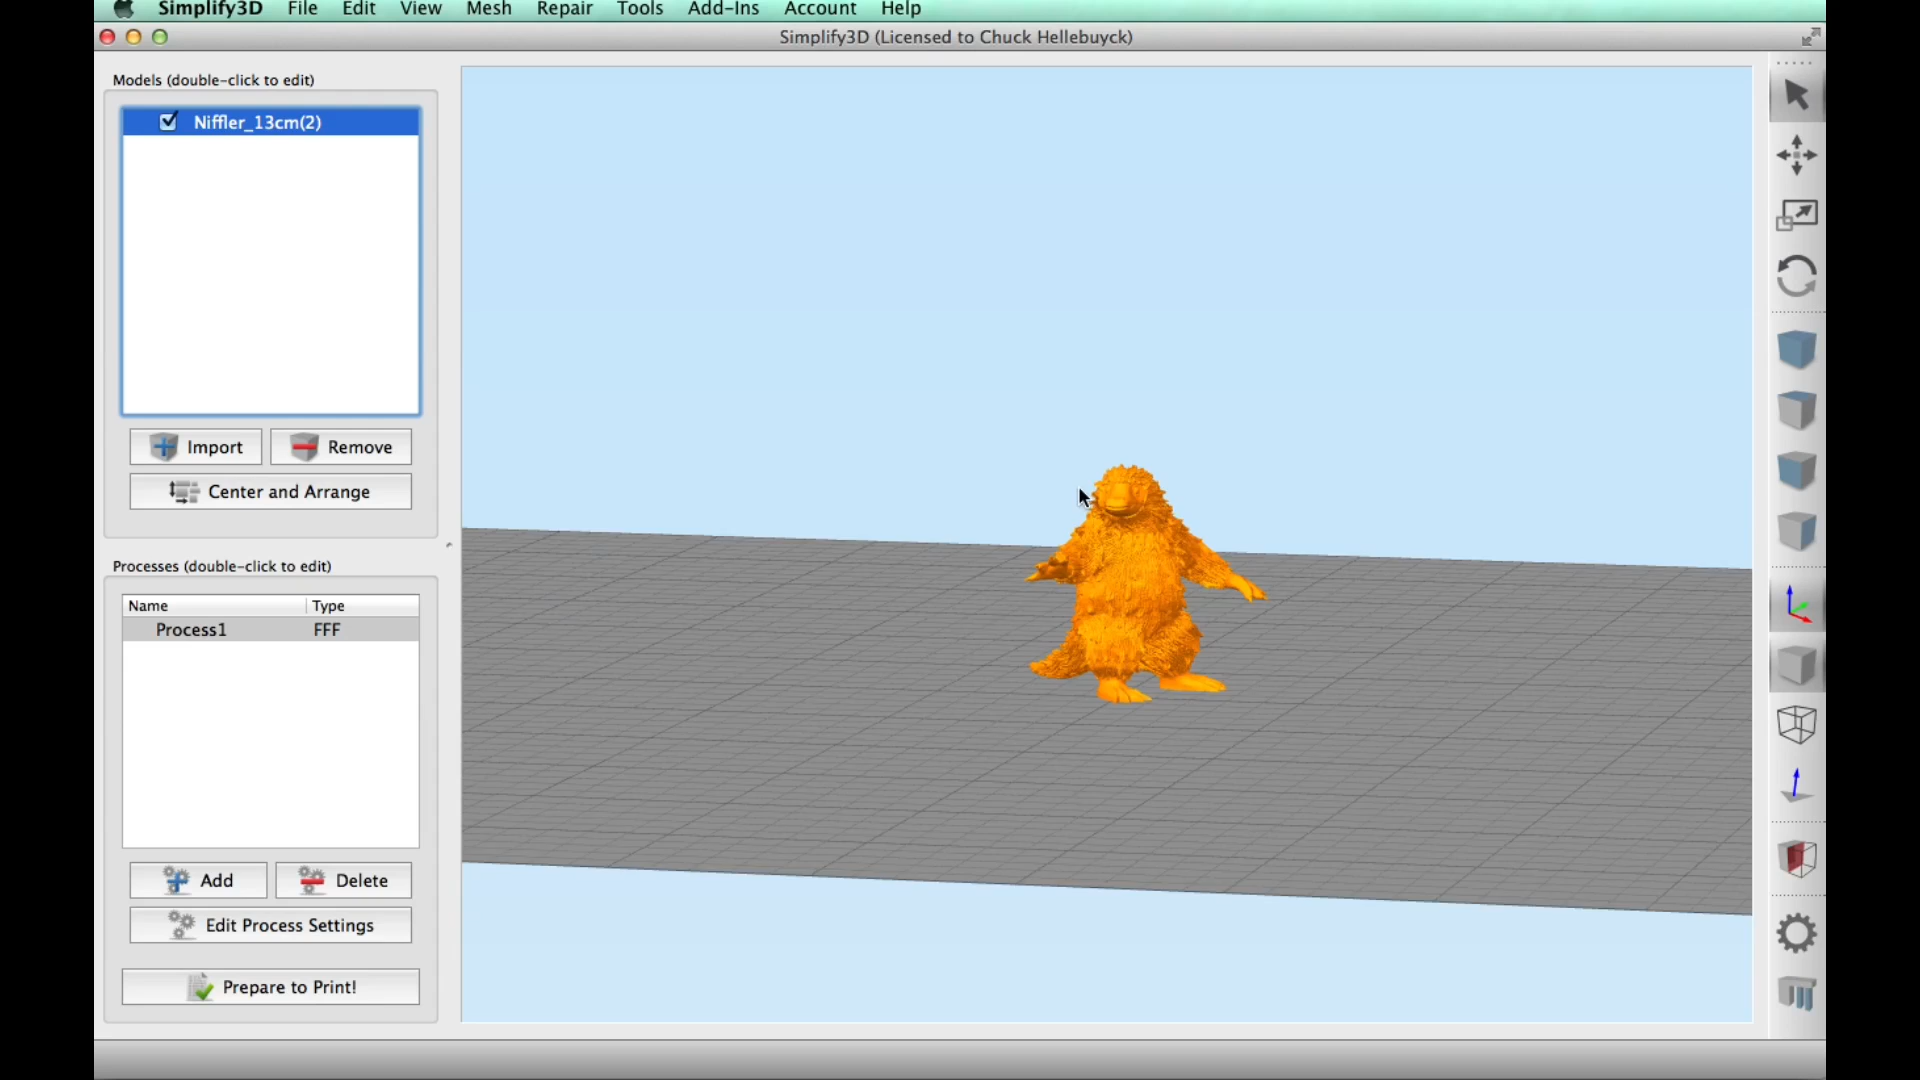 Simplify3D File Edit View Mesh Repair Tools Add-Ins Account Help
Simplify3D (Licensed to Chuck Hellebuyck)
Models (double-click to edit)
Niffler_13cm(2)
Import Remove
Center and Arrange
Processes (double-click to edit)
Name Type
Process1 FFF
Add Delete
Edit Process Settings
Prepare to Print!